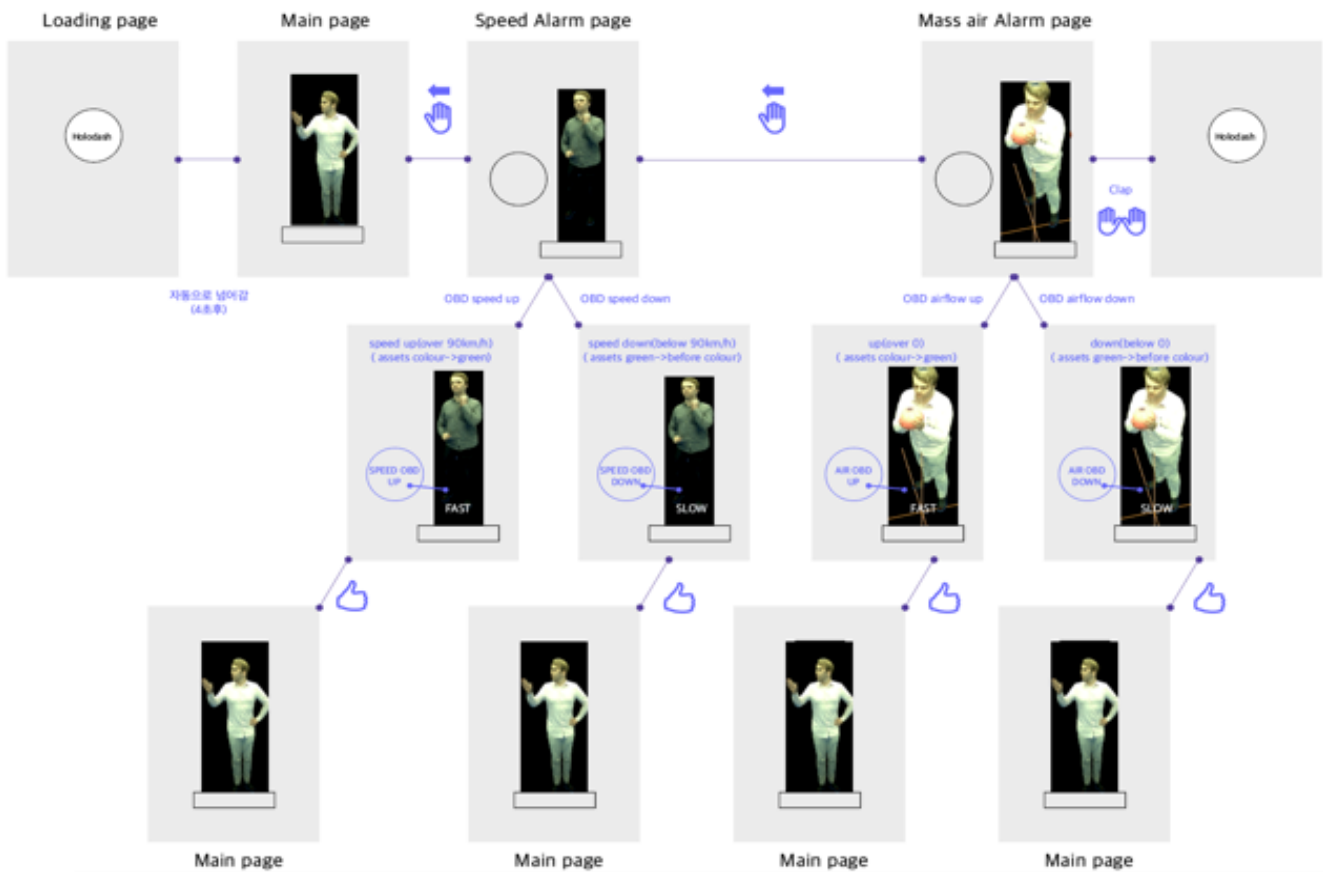 Loading page
Main page
Speed Alarm page
Mass air Alarm page
Holodash
Holodash
Clap
자동으로 넘어감
(4초후)
OBD speed up
OBD speed down
OBD airflow up
OBD airflow down
speed up(over 90km/h)
( assets colour->green)
speed down(below 90km/h)
( assets green->before colour)
up(over 0)
( assets colour->green)
down(below 0)
( assets green->before colour)
SPEED OBD
UP
FAST
SPEED OBD
DOWN
SLOW
AIR OBD
UP
FAST
AIR OBD
DOWN
SLOW
Main page
Main page
Main page
Main page